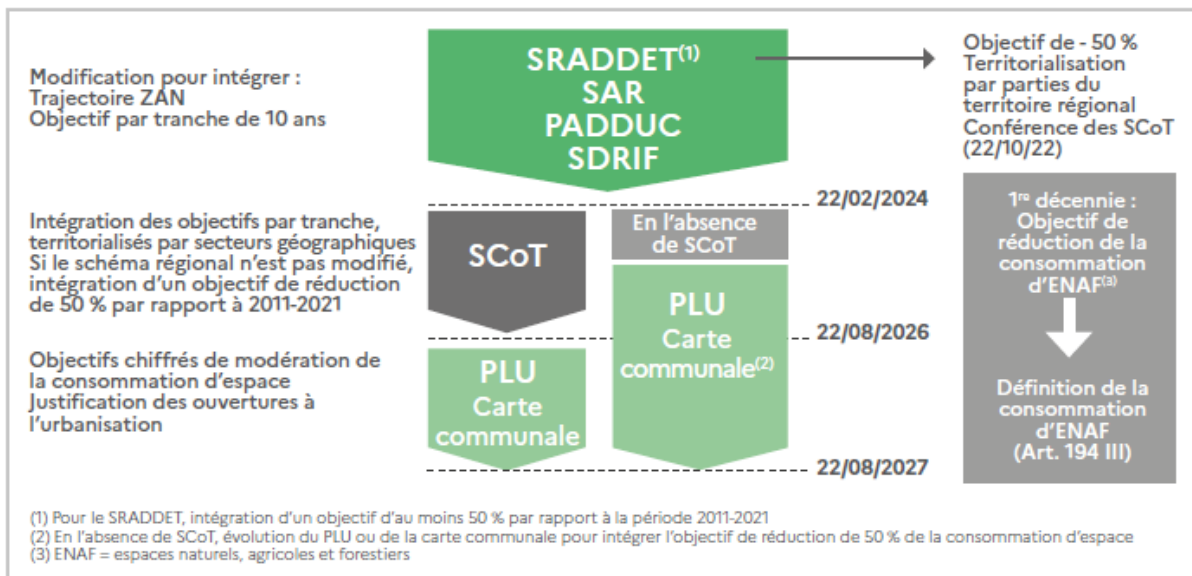 Modification pour intégrer :
Trajectoire ZAN
Objectif par tranche de 10 ans
SRADDET(1)
SAR
PADDUC
SDRIF
Objectif de - 50 %
Territorialisation
par parties du
territoire régional
Conférence des SCoT
(22/10/22)
22/02/2024
Intégration des objectifs par tranche,
territorialisés par secteurs géographiques
Si le schéma régional n’est pas modifié,
intégration d’un objectif de réduction
de 50 % par rapport à 2011-2021
SCoT
En l’absence
de SCoT
PLU
Carte
communale(2)
22/08/2026
Objectifs chiffrés de modération de
la consommation d’espace
Justification des ouvertures à
l’urbanisation
PLU
Carte
communale
22/08/2027
1re décennie :
Objectif de
réduction de la
consommation
d’ENAF(3)
Définition de la
consommation
d’ENAF
(Art. 194 III)
(1) Pour le SRADDET, intégration d’un objectif d’au moins 50 % par rapport à la période 2011-2021
(2) En l’absence de SCoT, évolution du PLU ou de la carte communale pour intégrer l’objectif de réduction de 50 % de la consommation d’espace
(3) ENAF = espaces naturels, agricoles et forestiers